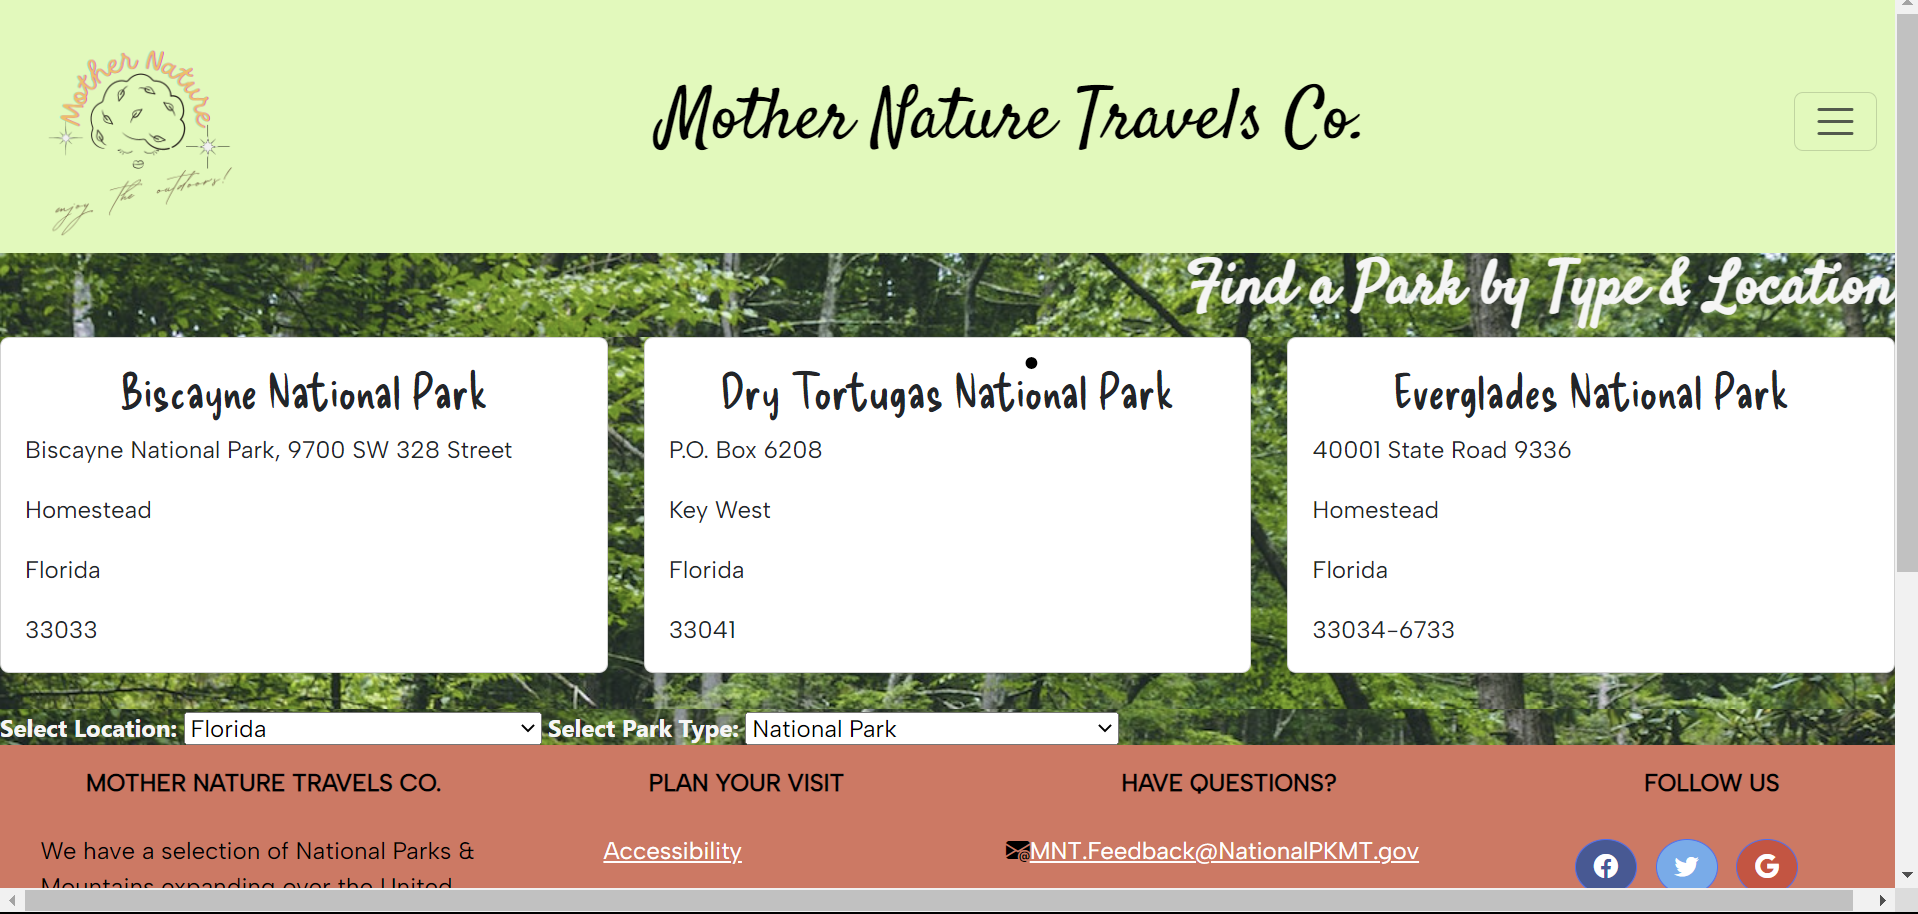 Mother Nature
enjoy the outdoors!
Mother Nature Travels Co.
Find a Park by Type & Location
Biscayne National Park
Biscayne National Park, 9700 SW 328 Street
Homestead
Florida
33033
Dry Tortugas National Park
P.O. Box 6208
Key West
Florida
33041
Everglades National Park
40001 State Road 9336
Homestead
Florida
33034-6733
Select Location: Florida Select Park Type: National Park
MOTHER NATURE TRAVELS CO.
We have a selection of National Parks &
Mountains expanding over the United
PLAN YOUR VISIT
Accessibility
HAVE QUESTIONS?
MNT.Feedback@NationalPKMT.gov
FOLLOW US